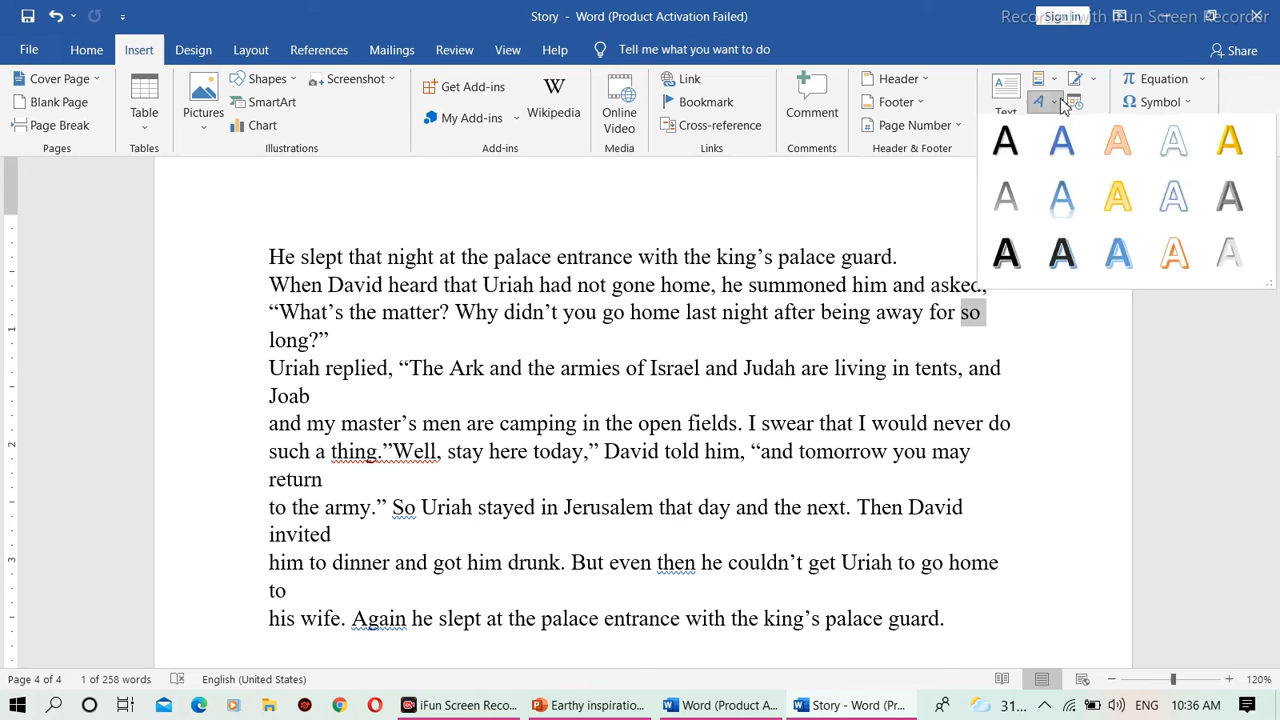 Story - Word (Product Activation Failed)
Sign in
Recorded with iFun Screen Recorder
File Home Insert Design Layout References Mailings Review View Help Tell me what you want to do Share
Cover Page
Blank Page
Page Break
Pages
Table
Tables
Pictures
Shapes
SmartArt
Chart
Screenshot
Illustrations
Get Add-ins
My Add-ins
Wikipedia
Add-ins
Online
Video
Media
Link
Bookmark
Cross-reference
Links
Comment
Comments
Header
Footer
Page Number
Header & Footer
Text
Equation
Symbol
A A A A A
A A A A A
A A A A A
He slept that night at the palace entrance with the king’s palace guard.
When David heard that Uriah had not gone home, he summoned him and asked,
“What’s the matter? Why didn’t you go home last night after being away for so
long?”
Uriah replied, “The Ark and the armies of Israel and Judah are living in tents, and
Joab
and my master’s men are camping in the open fields. I swear that I would never do
such a thing.”Well, stay here today,” David told him, “and tomorrow you may
return
to the army.” So Uriah stayed in Jerusalem that day and the next. Then David
invited
him to dinner and got him drunk. But even then he couldn’t get Uriah to go home
to
his wife. Again he slept at the palace entrance with the king’s palace guard.
1
2
3
Page 4 of 4 1 of 258 words English (United States) 120%
iFun Screen Reco... Earthy inspiratio... Word (Product A... Story - Word (Pr... 31... 10:36 AM